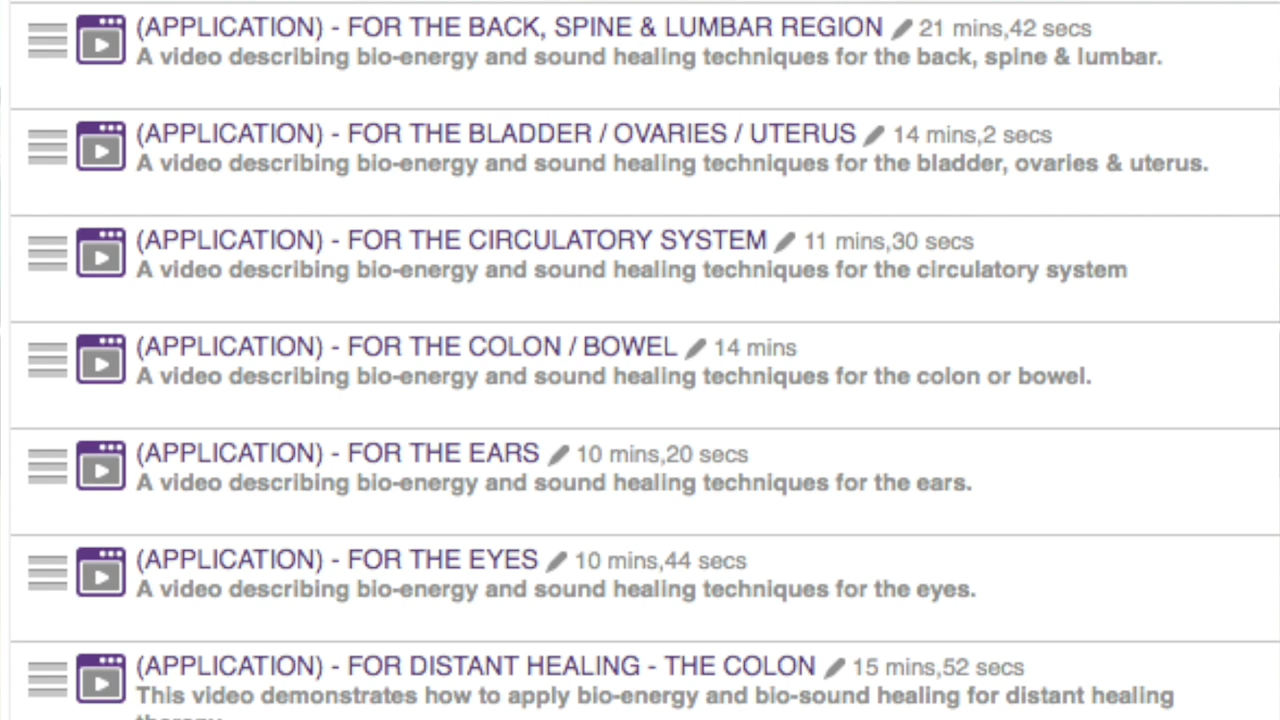 (APPLICATION) - FOR THE BACK, SPINE & LUMBAR REGION 21 mins,42 secs
A video describing bio-energy and sound healing techniques for the back, spine & lumbar.
(APPLICATION) - FOR THE BLADDER / OVARIES / UTERUS 14 mins,2 secs
A video describing bio-energy and sound healing techniques for the bladder, ovaries & uterus.
(APPLICATION) - FOR THE CIRCULATORY SYSTEM 11 mins,30 secs
A video describing bio-energy and sound healing techniques for the circulatory system
(APPLICATION) - FOR THE COLON / BOWEL 14 mins
A video describing bio-energy and sound healing techniques for the colon or bowel.
(APPLICATION) - FOR THE EARS 10 mins,20 secs
A video describing bio-energy and sound healing techniques for the ears.
(APPLICATION) - FOR THE EYES 10 mins,44 secs
A video describing bio-energy and sound healing techniques for the eyes.
(APPLICATION) - FOR DISTANT HEALING - THE COLON 15 mins,52 secs
This video demonstrates how to apply bio-energy and bio-sound healing for distant healing